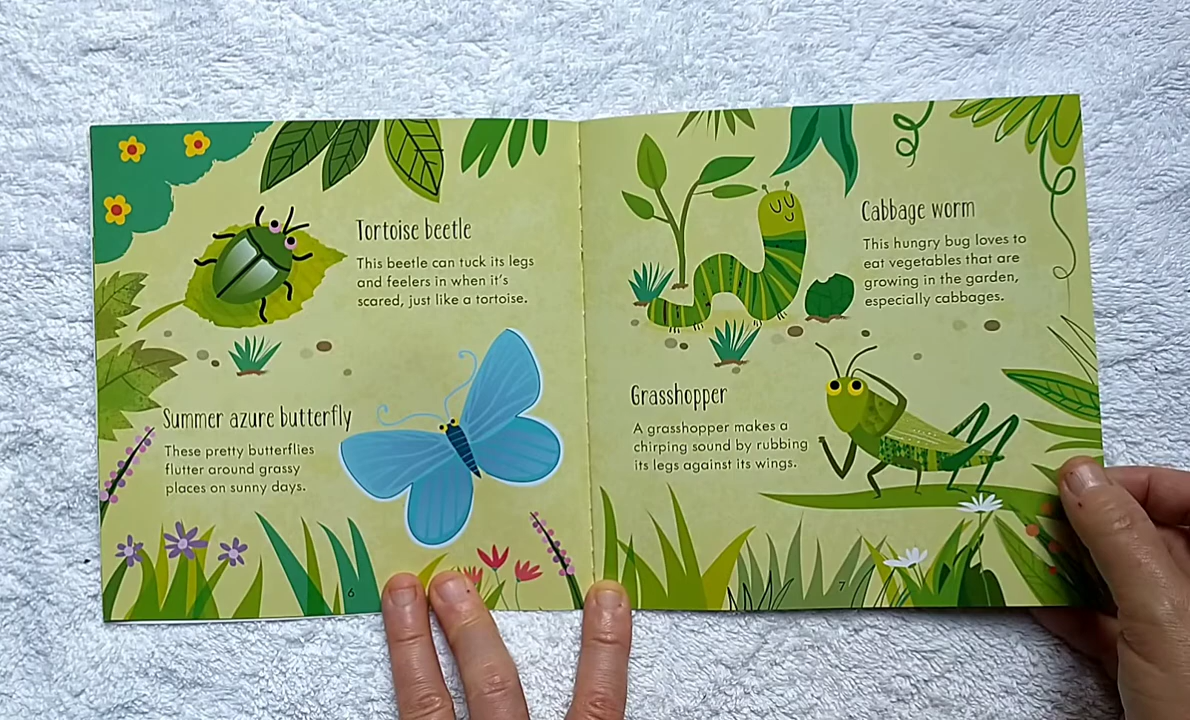 Tortoise beetle
This beetle can tuck its legs
and feelers in when it's
scared, just like a tortoise.
Summer azure butterfly
These pretty butterflies
flutter around grassy
places on sunny days.
6
Cabbage worm
This hungry bug loves to
eat vegetables that are
growing in the garden,
especially cabbages.
Grasshopper
A grasshopper makes a
chirping sound by rubbing
its legs against its wings.
7